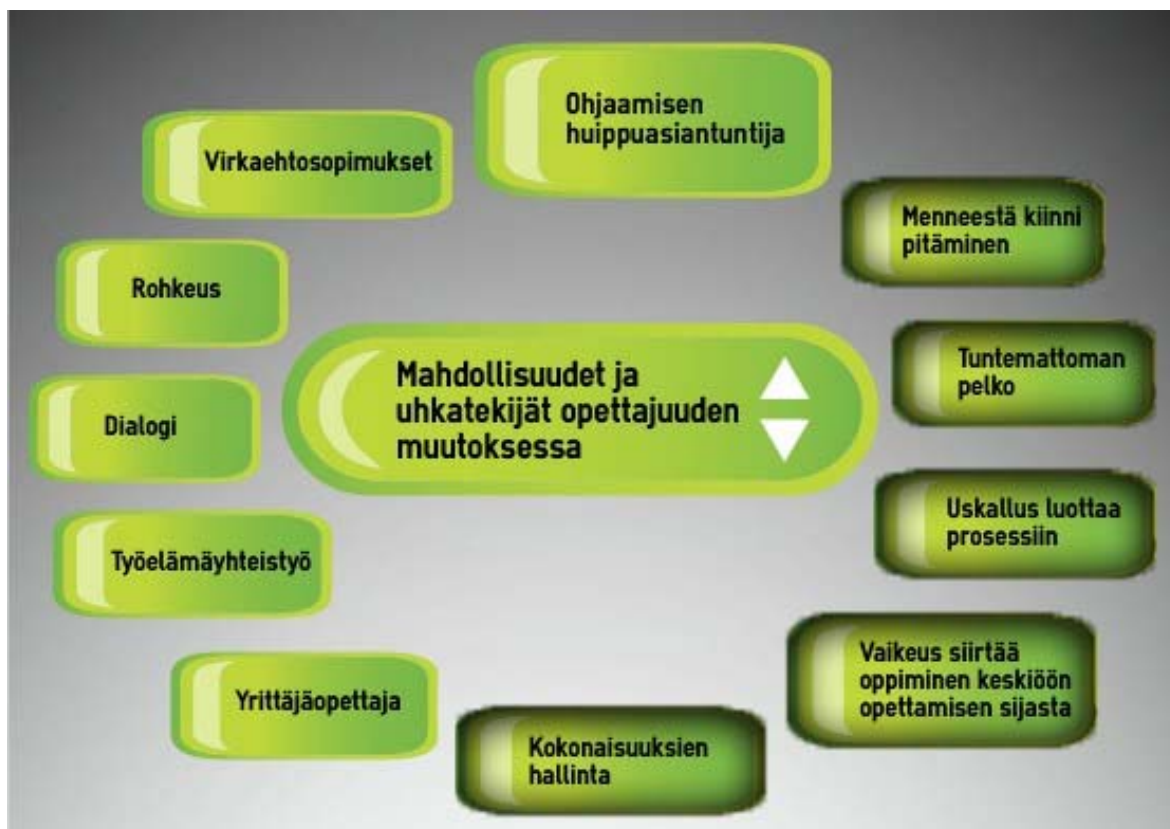 Ohjaamisen
huippuasiantuntija
Virkaehtosopimukset
Menneestä kiinni
pitäminen
Rohkeus
Tuntemattoman
pelko
Mahdollisuudet ja
uhkatekijät opettajuuden
muutoksessa
Dialogi
Uskallus luottaa
prosessiin
Työelämäyhteistyö
Vaikeus siirtää
oppiminen keskiöön
opettamisen sijasta
Yrittäjäopettaja
Kokonaisuuksien
hallinta